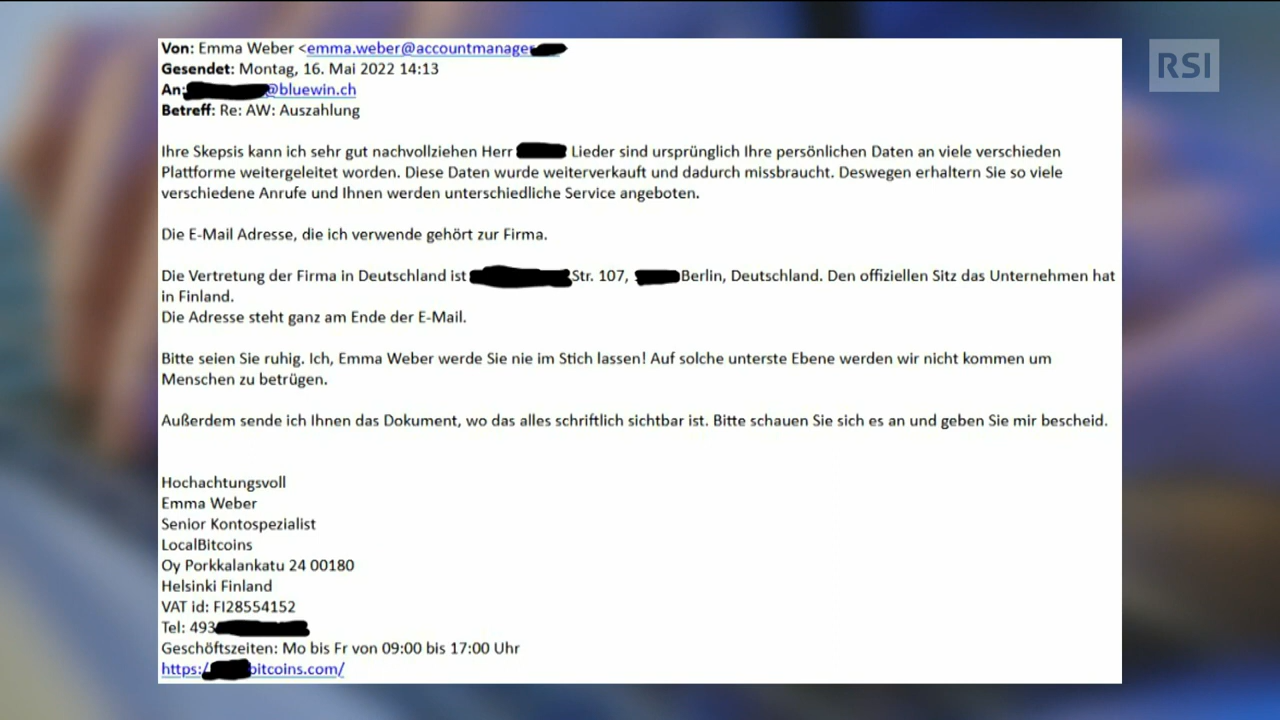 Von: Emma Weber <emma.weber@accountmanager
RSI
Gesendet: Montag, 16. Mai 2022 14:13
An: @bluewin.ch
Betreff: Re: AW: Auszahlung
Ihre Skepsis kann ich sehr gut nachvollziehen Herr Lieder sind ursprünglich Ihre persönlichen Daten an viele verschieden
Plattforme weitergeleitet worden. Diese Daten wurde weiterverkauft und dadurch missbraucht. Deswegen erhaltern Sie so viele
verschiedene Anrufe und Ihnen werden unterschiedliche Service angeboten.
Die E-Mail Adresse, die ich verwende gehört zur Firma.
Die Vertretung der Firma in Deutschland ist Str. 107, Berlin, Deutschland. Den offiziellen Sitz das Unternehmen hat
in Finland.
Die Adresse steht ganz am Ende der E-Mail.
Bitte seien Sie ruhig. Ich, Emma Weber werde Sie nie im Stich lassen! Auf solche unterste Ebene werden wir nicht kommen um
Menschen zu betrügen.
Außerdem sende ich Ihnen das Dokument, wo das alles schriftlich sichtbar ist. Bitte schauen Sie sich es an und geben Sie mir bescheid.
Hochachtungsvoll
Emma Weber
Senior Kontospezialist
LocalBitcoins
Oy Porkkalankatu 24 00180
Helsinki Finland
VAT id: FI28554152
Tel: 493
Geschöftszeiten: Mo bis Fr von 09:00 bis 17:00 Uhr
https:/ bitcoins.com/